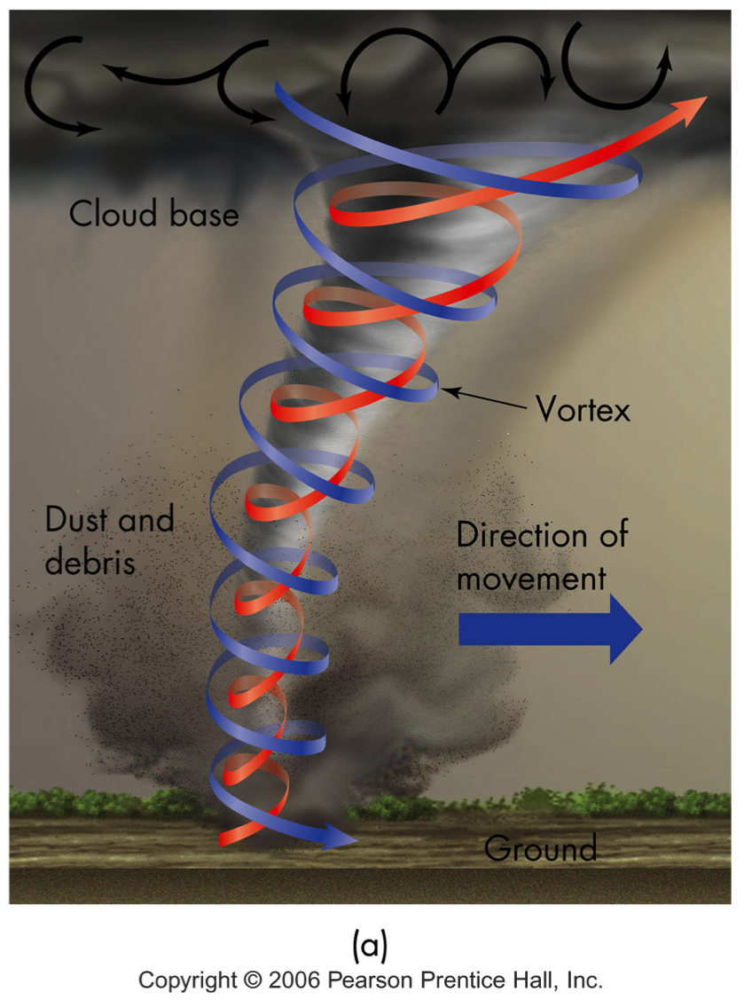 Cloud base
Vortex
Dust and
debris
Direction of
movement
Ground
(a)
Copyright © 2006 Pearson Prentice Hall, Inc.